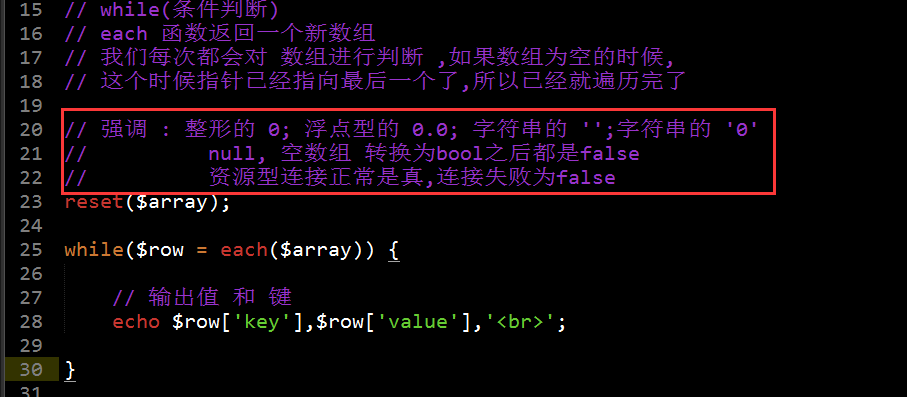 15 // while(条件判断)
16 // each 函数返回一个新数组
17 // 我们每次都会对 数组进行判断 ,如果数组为空的时候,
18 // 这个时候指针已经指向最后一个了,所以已经就遍历完了
19
20 // 强调 : 整形的 0; 浮点型的 0.0; 字符串的 '';字符串的 '0'
21 // null, 空数组 转换为bool之后都是false
22 // 资源型连接正常是真,连接失败为false
23 reset($array);
24
25 while($row = each($array)) {
26
27 // 输出值 和 键
28 echo $row['key'],$row['value'],'<br>';
29
30 }
31